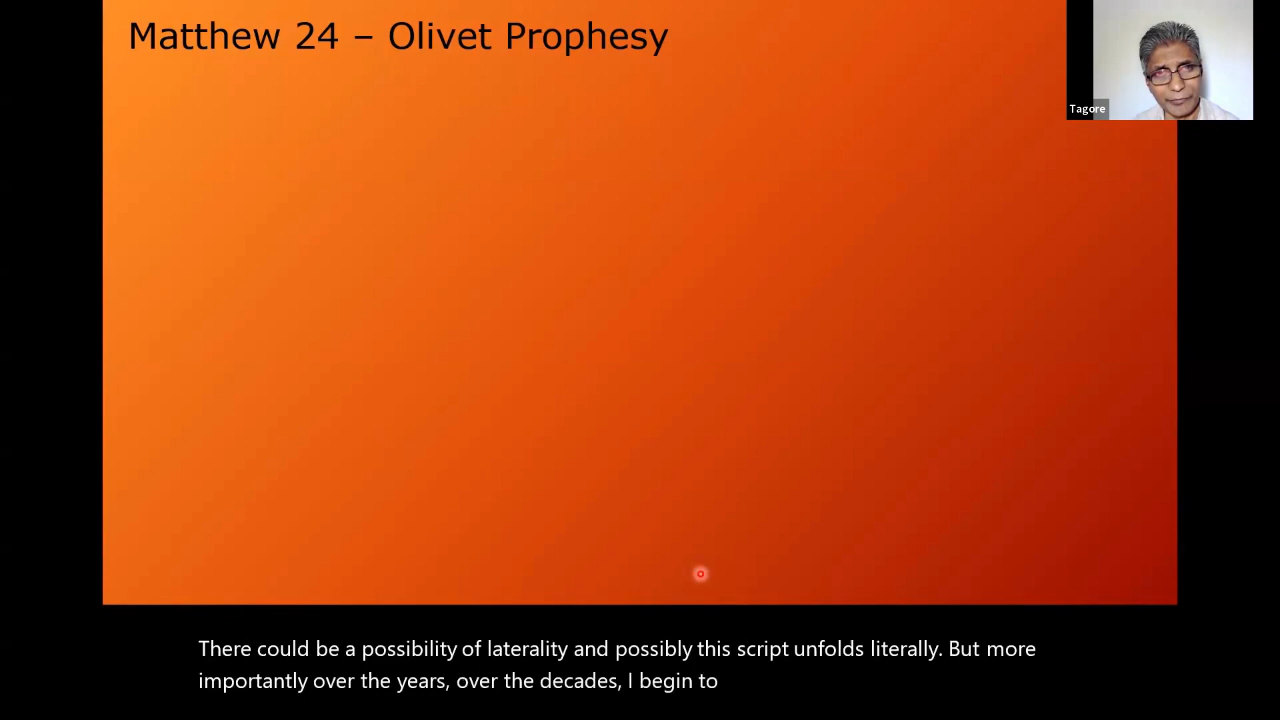 Matthew 24 – Olivet Prophesy
Tagore
There could be a possibility of laterality and possibly this script unfolds literally. But more
importantly over the years, over the decades, I begin to